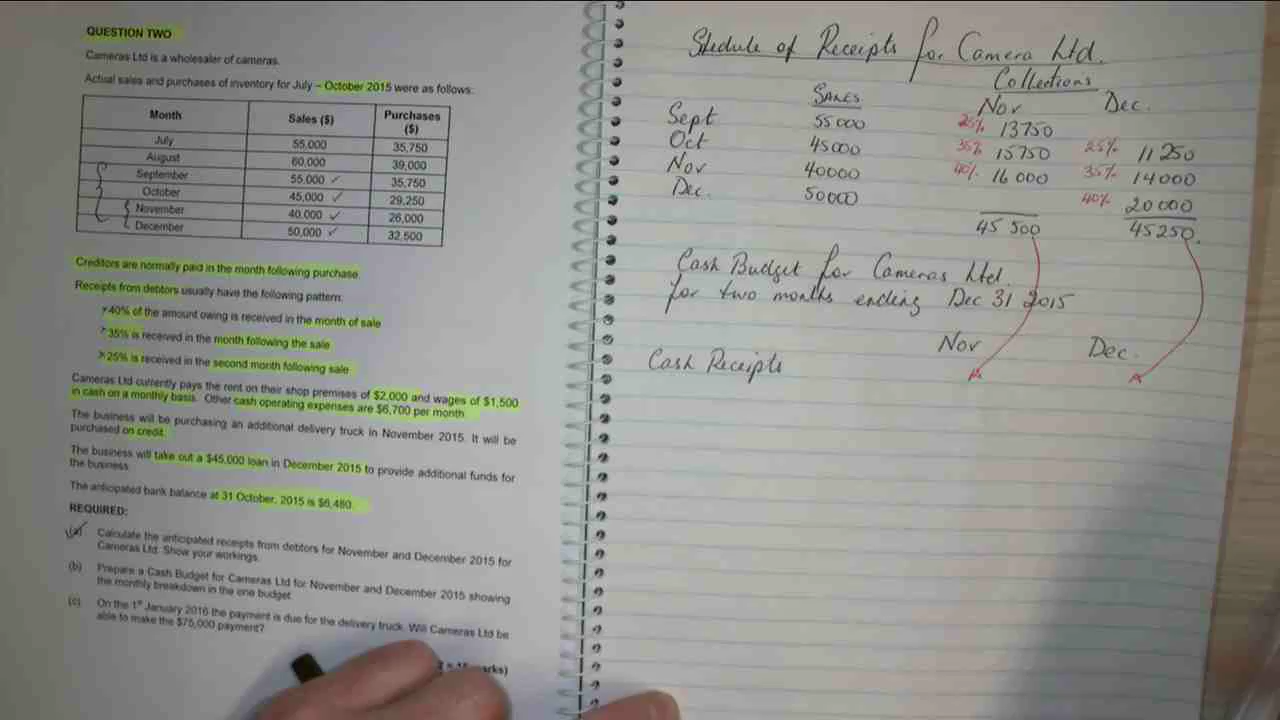 QUESTION TWO
Cameras Ltd is a wholesaler of cameras.
Actual sales and purchases of inventory for July – October 2015 were as follows:
Month Sales ($) Purchases ($)
July 55,000 35,750
August 60,000 39,000
September 55,000 ✓ 35,750
October 45,000 ✓ 29,250
November 40,000 ✓ 26,000
December 50,000 ✓ 32,500
Creditors are normally paid in the month following purchase.
Receipts from debtors usually have the following pattern:
40% of the amount owing is received in the month of sale
35% is received in the month following the sale
25% is received in the second month following sale
Cameras Ltd currently pays the rent on their shop premises of $2,000 and wages of $1,500
in cash on a monthly basis. Other cash operating expenses are $6,700 per month.
The business will be purchasing an additional delivery truck in November 2015. It will be
purchased on credit.
The business will take out a $45,000 loan in December 2015 to provide additional funds for
the business.
The anticipated bank balance at 31 October, 2015 is $6,480.
REQUIRED:
(a) Calculate the anticipated receipts from debtors for November and December 2015 for
Cameras Ltd. Show your workings.
(b) Prepare a Cash Budget for Cameras Ltd for November and December 2015 showing
the monthly breakdown in the one budget.
(c) On the 1st January 2016 the payment is due for the delivery truck. Will Cameras Ltd be
able to make the $75,000 payment?
Shedule of Receipts for Camera Ltd.
Collections
SALES Nov Dec.
Sept 55000 25% 13750
Oct 45000 35% 15750 25% 11250
Nov 40000 40% 16000 35% 14000
Dec. 50000 40% 20000
45 500 45250.
Cash Budget for Cameras Ltd.
for two months ending Dec 31 2015
Nov Dec.
Cash Receipts